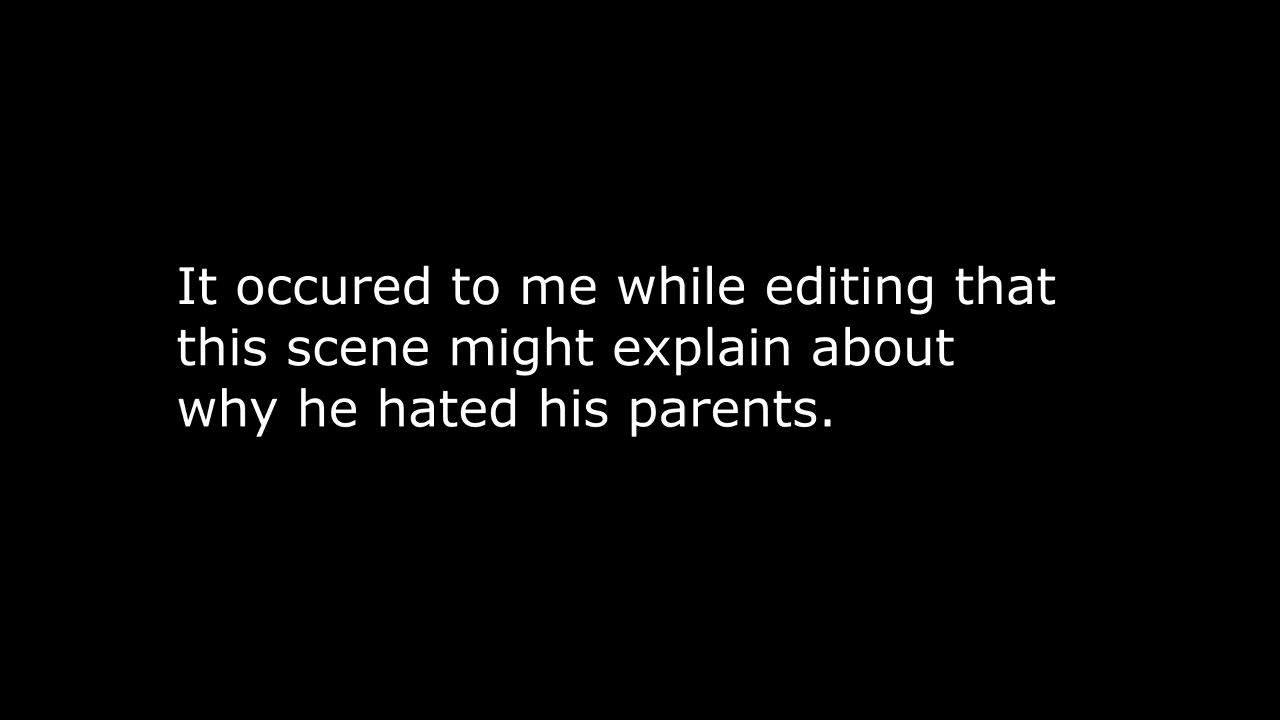 It occured to me while editing that
this scene might explain about
why he hated his parents.